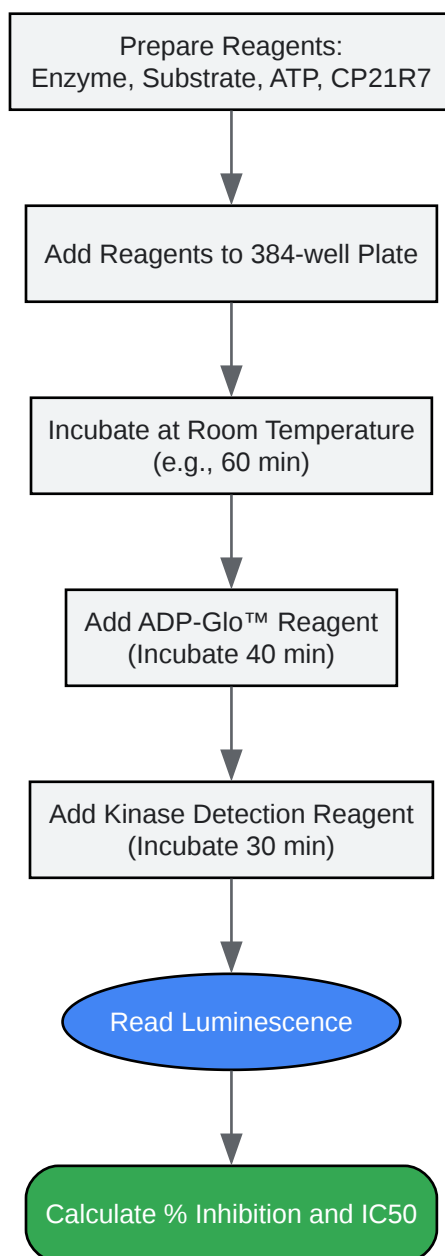 Prepare Reagents:
Enzyme, Substrate, ATP, CP21R7
Add Reagents to 384-well Plate
Incubate at Room Temperature
(e.g., 60 min)
Add ADP-Glo™ Reagent
(Incubate 40 min)
Add Kinase Detection Reagent
(Incubate 30 min)
Read Luminescence
Calculate % Inhibition and IC50